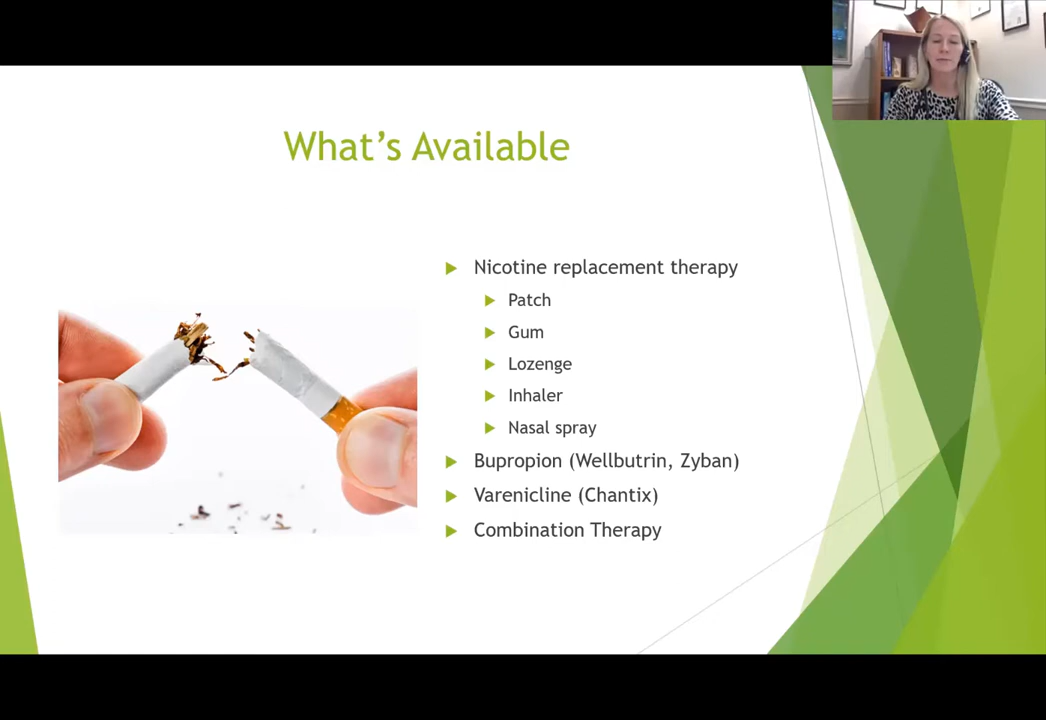 What's Available
Nicotine replacement therapy
Patch
Gum
Lozenge
Inhaler
Nasal spray
Bupropion (Wellbutrin, Zyban)
Varenicline (Chantix)
Combination Therapy